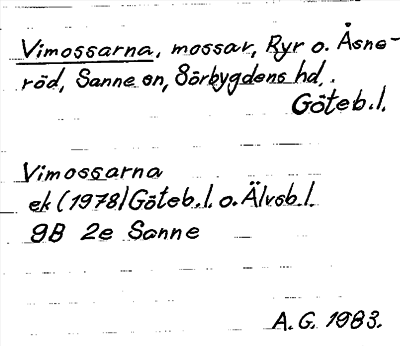 Vimossarna, mossar, Ryr o. Åsne-
röd, Sanne sn, Sörbygdens hd,.
Göteb.l.
Vimossarna
ek (1978) Göteb.l. o. Älvsb.l.
9B 2e Sanne
A.G. 1983.